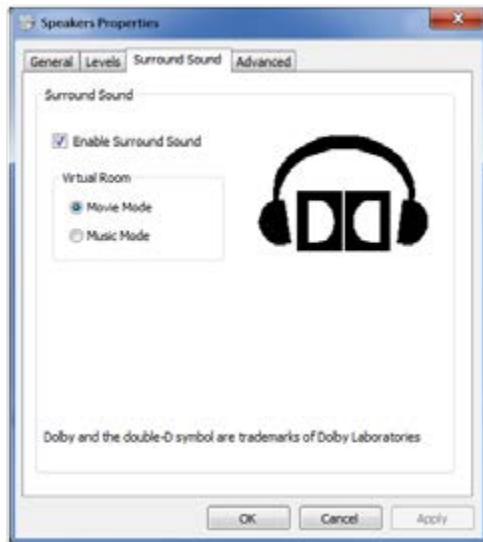 Speakers Properties
General Levels Surround Sound Advanced
Surround Sound
Enable Surround Sound
Virtual Room
Movie Mode
Music Mode
Dolby and the double-D symbol are trademarks of Dolby Laboratories
OK Cancel Apply